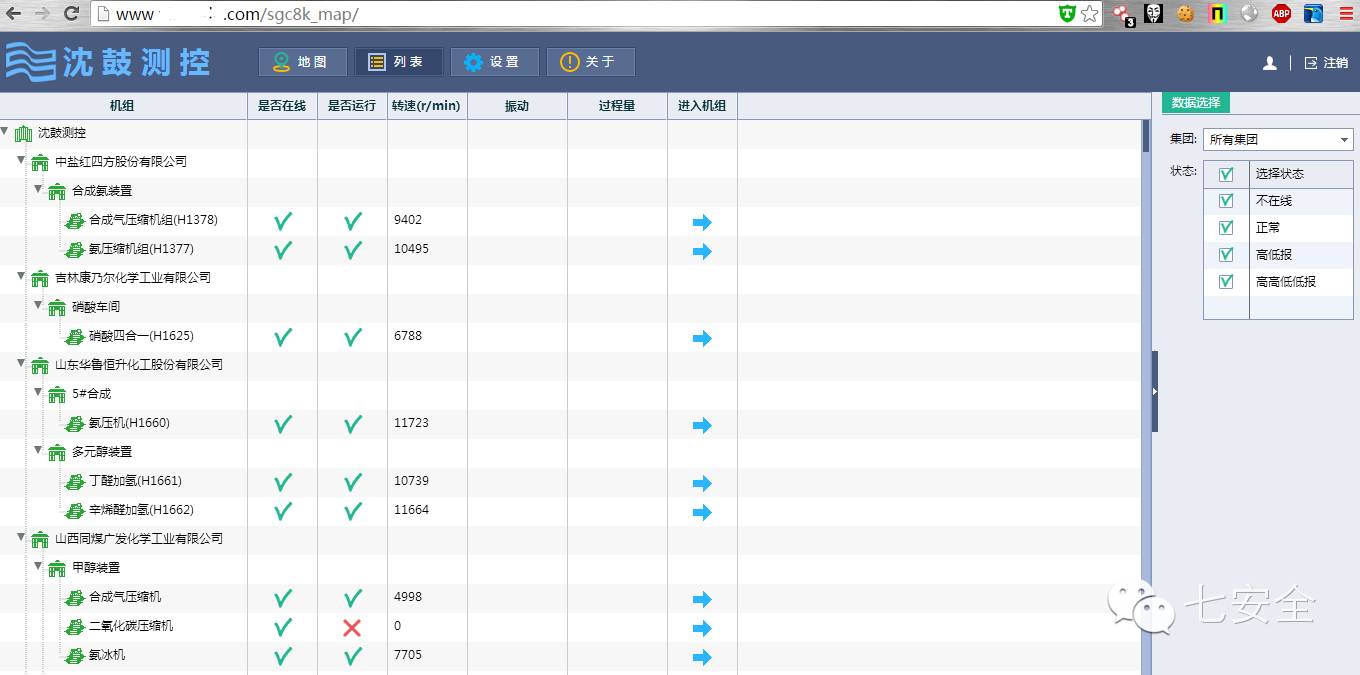 www .com/sgc8k_map/
3
ABP
沈鼓测控
地图
列表
设置
关于
注销
机组 是否在线 是否运行 转速(r/min) 振动 过程量 进入机组
沈鼓测控
中盐红四方股份有限公司
合成氨装置
合成气压缩机组(H1378) 9402
氨压缩机组(H1377) 10495
吉林康乃尔化学工业有限公司
硝酸车间
硝酸四合一(H1625) 6788
山东华鲁恒升化工股份有限公司
5#合成
氨压机(H1660) 11723
多元醇装置
丁醛加氢(H1661) 10739
辛烯醛加氢(H1662) 11664
山西同煤广发化学工业有限公司
甲醇装置
合成气压缩机 4998
二氧化碳压缩机 0
氨冰机 7705
数据选择
集团: 所有集团
状态: 选择状态
不在线
正常
高低报
高高低低报
七安全